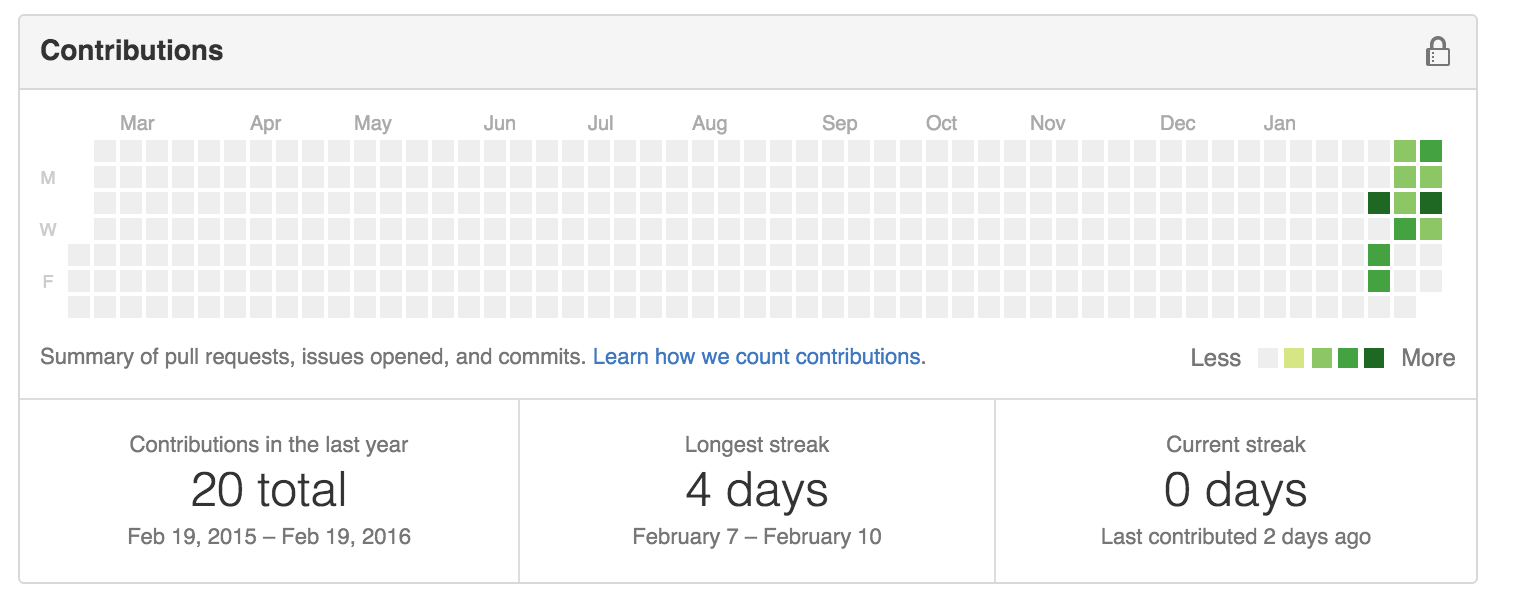 Contributions
Mar Apr May Jun Jul Aug Sep Oct Nov Dec Jan
M
W
F
Summary of pull requests, issues opened, and commits. Learn how we count contributions. Less More
Contributions in the last year Longest streak Current streak
20 total 4 days 0 days
Feb 19, 2015 – Feb 19, 2016 February 7 – February 10 Last contributed 2 days ago